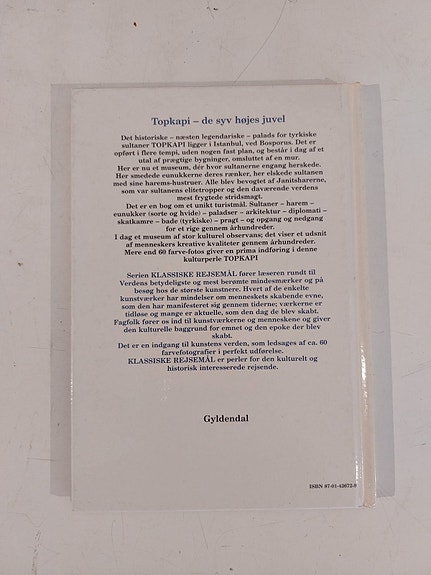 Topkapi – de syv højes juvel
Det historiske – næsten legendariske – palads for tyrkiske
sultaner TOPKAPI ligger i Istanbul, ved Bosporus. Det er
opført i flere tempi, uden nogen fast plan, og består i dag af et
utal af prægtige bygninger, omsluttet af en mur.
Her er nu et museum, dér hvor sultanerne engang herskede.
Her smedede eunukkerne deres rænker, her elskede sultanen
med sine harems-hustruer. Alle blev bevogtet af Janitsharerne,
som var sultanens elitetropper og den daværende verdens
mest frygtede stridsmagt.
Det er en bog om et unikt turistmål. Sultaner – harem –
eunukker (sorte og hvide) – paladser – arkitektur – diplomati –
skatkamre – bade (tyrkiske) – pragt – og opgang og nedgang
for et rige gennem århundreder.
I dag et museum af stor kulturel observans; det viser et udsnit
af menneskers kreative kvaliteter gennem århundreder.
Mere end 60 farve-fotos giver en prima indføring i denne
kulturperle TOPKAPI
Serien KLASSISKE REJSEMÅL fører læseren rundt til
Verdens betydeligste og mest berømte mindesmærker og på
besøg hos de største kunstnere. Hvert af de enkelte
kunstværker har mindelser om menneskets skabende evne,
som den har manifesteret sig gennem tiderne; værkerne er
tidløse og mange er aktuelle, som den dag de blev skabt.
Fagfolk fører os ind til kunstværkerne og menneskene og giver
den kulturelle baggrund for emnet og den epoke der blev
skabt.
Det er en indgang til kunstens verden, som ledsages af ca. 60
farvefotografier i perfekt udførelse.
KLASSISKE REJSEMÅL er perler for den kulturelt og
historisk interesserede rejsende.
Gyldendal
ISBN 87-01-42672-9